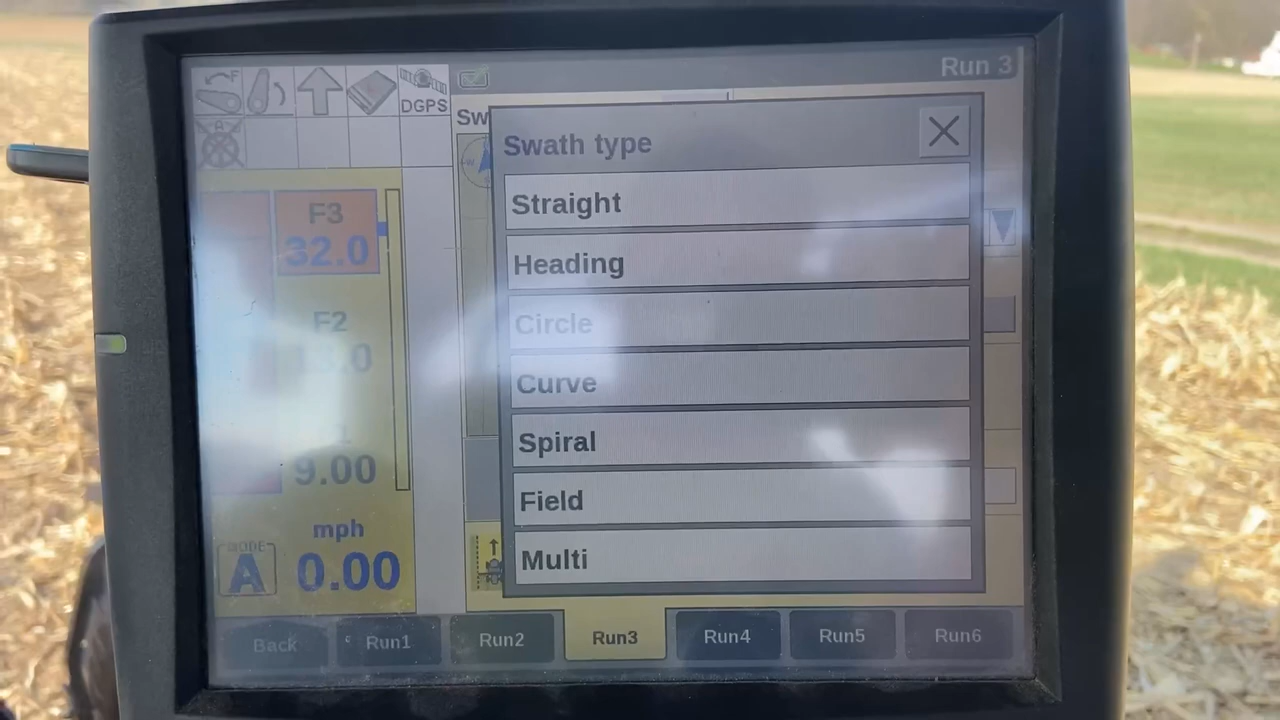 Run 3
DGPS
Sw
Swath type
Straight
Heading
Circle
Curve
Spiral
Field
Multi
F3
32.0
F2
9.00
mph
MODE
A
0.00
Back
Run1
Run2
Run3
Run4
Run5
Run6